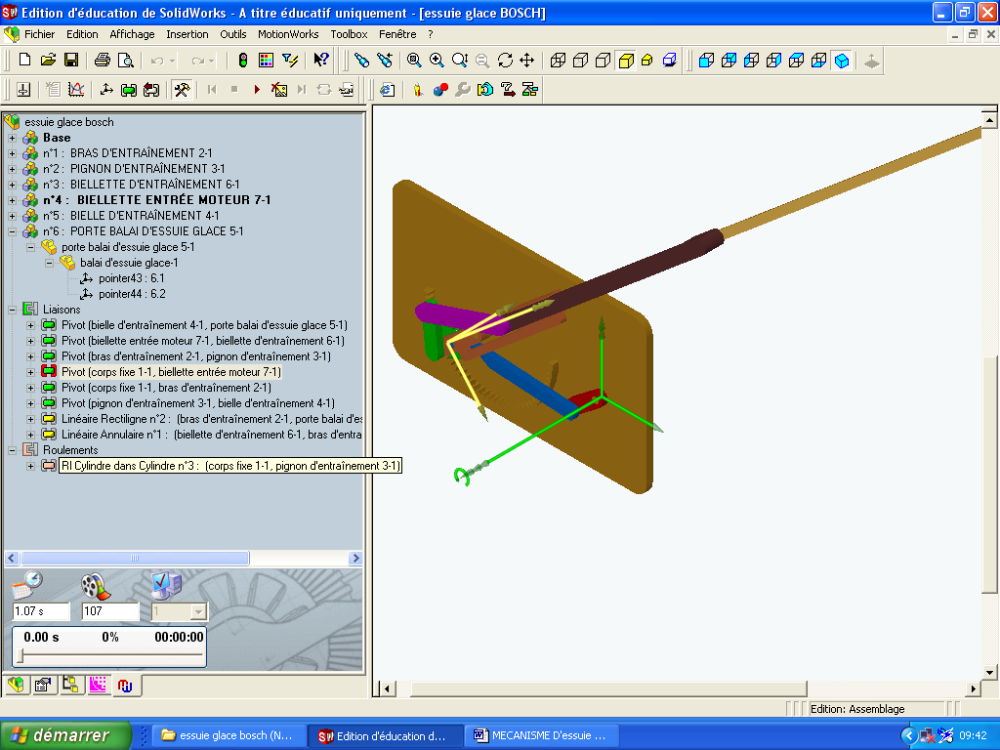 Edition d'éducation de SolidWorks - A titre éducatif uniquement - [essuie glace BOSCH]
Fichier Edition Affichage Insertion Outils MotionWorks Toolbox Fenêtre ?
essuie glace bosch
Base
n°1 : BRAS D'ENTRAÎNEMENT 2-1
n°2 : PIGNON D'ENTRAÎNEMENT 3-1
n°3 : BIELLETTE D'ENTRAÎNEMENT 6-1
n°4 : BIELLETTE ENTRÉE MOTEUR 7-1
n°5 : BIELLE D'ENTRAÎNEMENT 4-1
n°6 : PORTE BALAI D'ESSUIE GLACE 5-1
porte balai d'essuie glace 5-1
balai d'essuie glace-1
pointer43 : 6.1
pointer44 : 6.2
Liaisons
Pivot (bielle d'entraînement 4-1, porte balai d'essuie glace 5-1)
Pivot (biellette entrée moteur 7-1, biellette d'entraînement 6-1)
Pivot (bras d'entraînement 2-1, pignon d'entraînement 3-1)
Pivot (corps fixe 1-1, biellette entrée moteur 7-1)
Pivot (corps fixe 1-1, bras d'entraînement 2-1)
Pivot (pignon d'entraînement 3-1, bielle d'entraînement 4-1)
Linéaire Rectiligne n°2 : (bras d'entraînement 2-1, porte balai d'es
Linéaire Annulaire n°1 : (biellette d'entraînement 6-1, bras d'entra
Roulements
Rl Cylindre dans Cylindre n°3 : (corps fixe 1-1, pignon d'entraînement 3-1)
1.07 s 107 1
0.00 s 0% 00:00:00
Edition: Assemblage
démarrer essuie glace bosch (N... Edition d'éducation d... MECANISME D'essuie ... 09:42